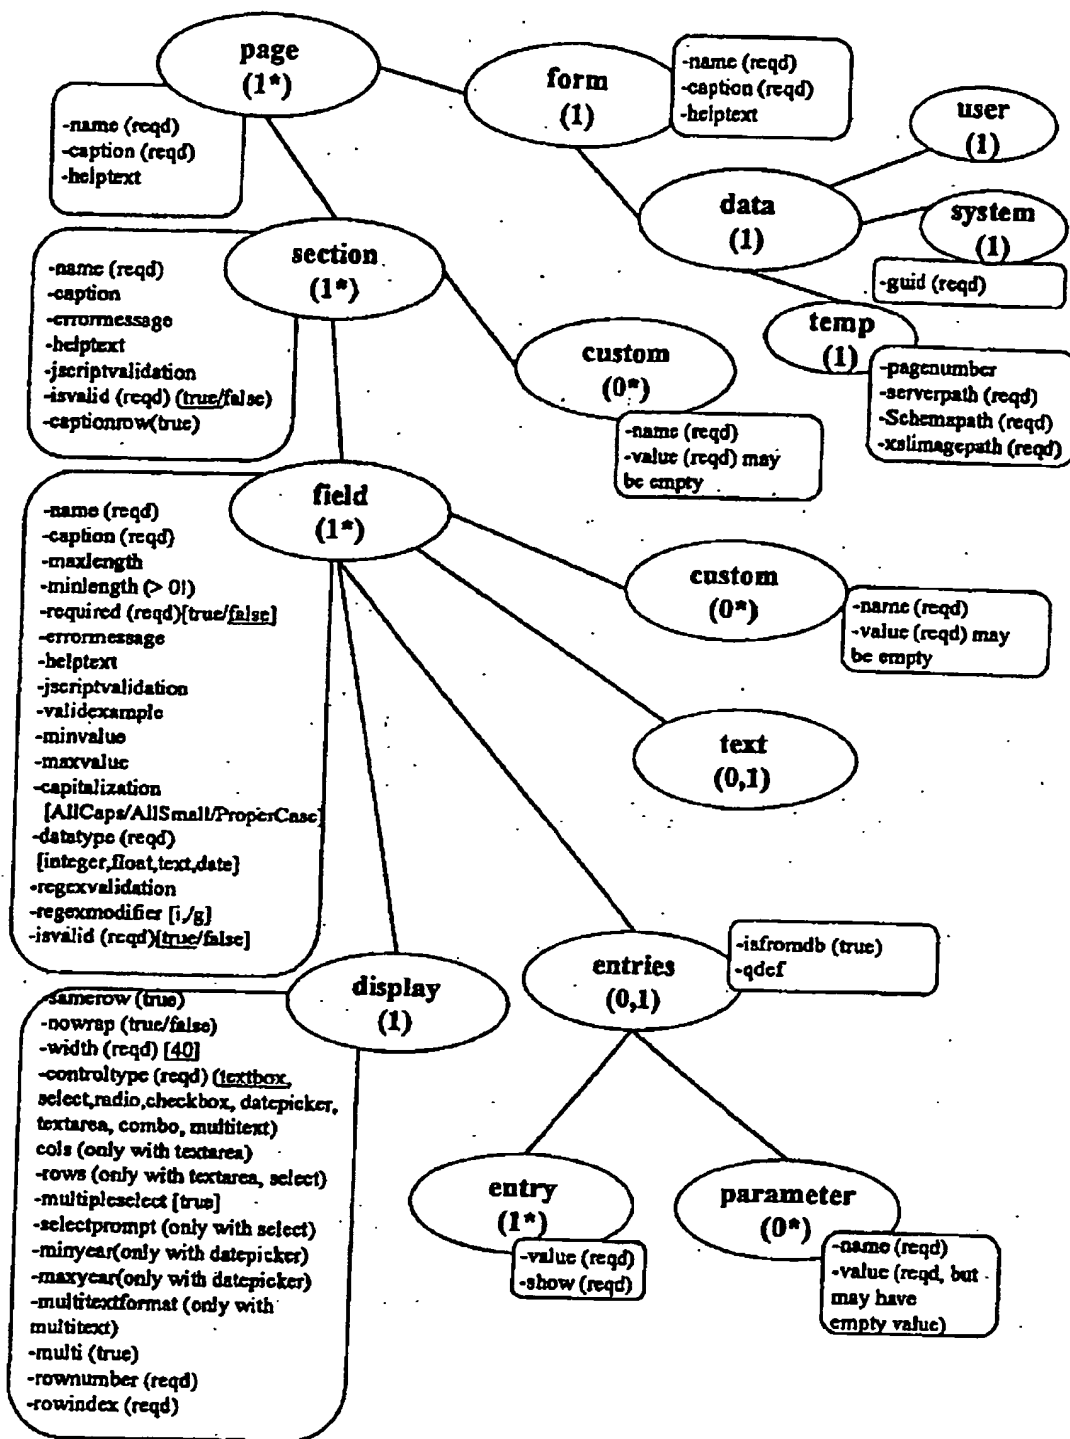 page
(1*)
-name (reqd)
-caption (reqd)
-helptext
form
(1)
-name (reqd)
-caption (reqd)
-helptext
user
(1)
data
(1)
system
(1)
-guid (reqd)
temp
(1)
-pagenumber
-serverpath (reqd)
-Schemapath (reqd)
-xslimagepath (reqd)
section
(1*)
-name (reqd)
-caption
-errormessage
-helptext
-jscriptvalidation
-isvalid (reqd) (true/false)
-captionrow(true)
custom
(0*)
-name (reqd)
-value (reqd) may
be empty
field
(1*)
-name (reqd)
-caption (reqd)
-maxlength
-minlength (> 0!)
-required (reqd)[true/false]
-errormessage
-helptext
-jscriptvalidation
-validexample
-minvalue
-maxvalue
-capitalization
[AllCaps/AllSmall/ProperCase]
-datatype (reqd)
[integer,float,text,date]
-regexvalidation
-regexmodifier [i,/g]
-isvalid (reqd)[true/false]
custom
(0*)
-name (reqd)
-value (reqd) may
be empty
text
(0,1)
entries
(0,1)
-isfromdb (true)
-qdef
display
(1)
-samerow (true)
-nowrap (true/false)
-width (reqd) [40]
-controltype (reqd) (textbox,
select,radio,checkbox, datepicker,
textarea, combo, multitext)
cols (only with textarea)
-rows (only with textarea, select)
-multipleselect [true]
-selectprompt (only with select)
-minyear(only with datepicker)
-maxyear(only with datepicker)
-multitextformat (only with
multitext)
-multi (true)
-rownumber (reqd)
-rowindex (reqd)
entry
(1*)
-value (reqd)
-show (reqd)
parameter
(0*)
-name (reqd)
-value (reqd, but
may have
empty value)